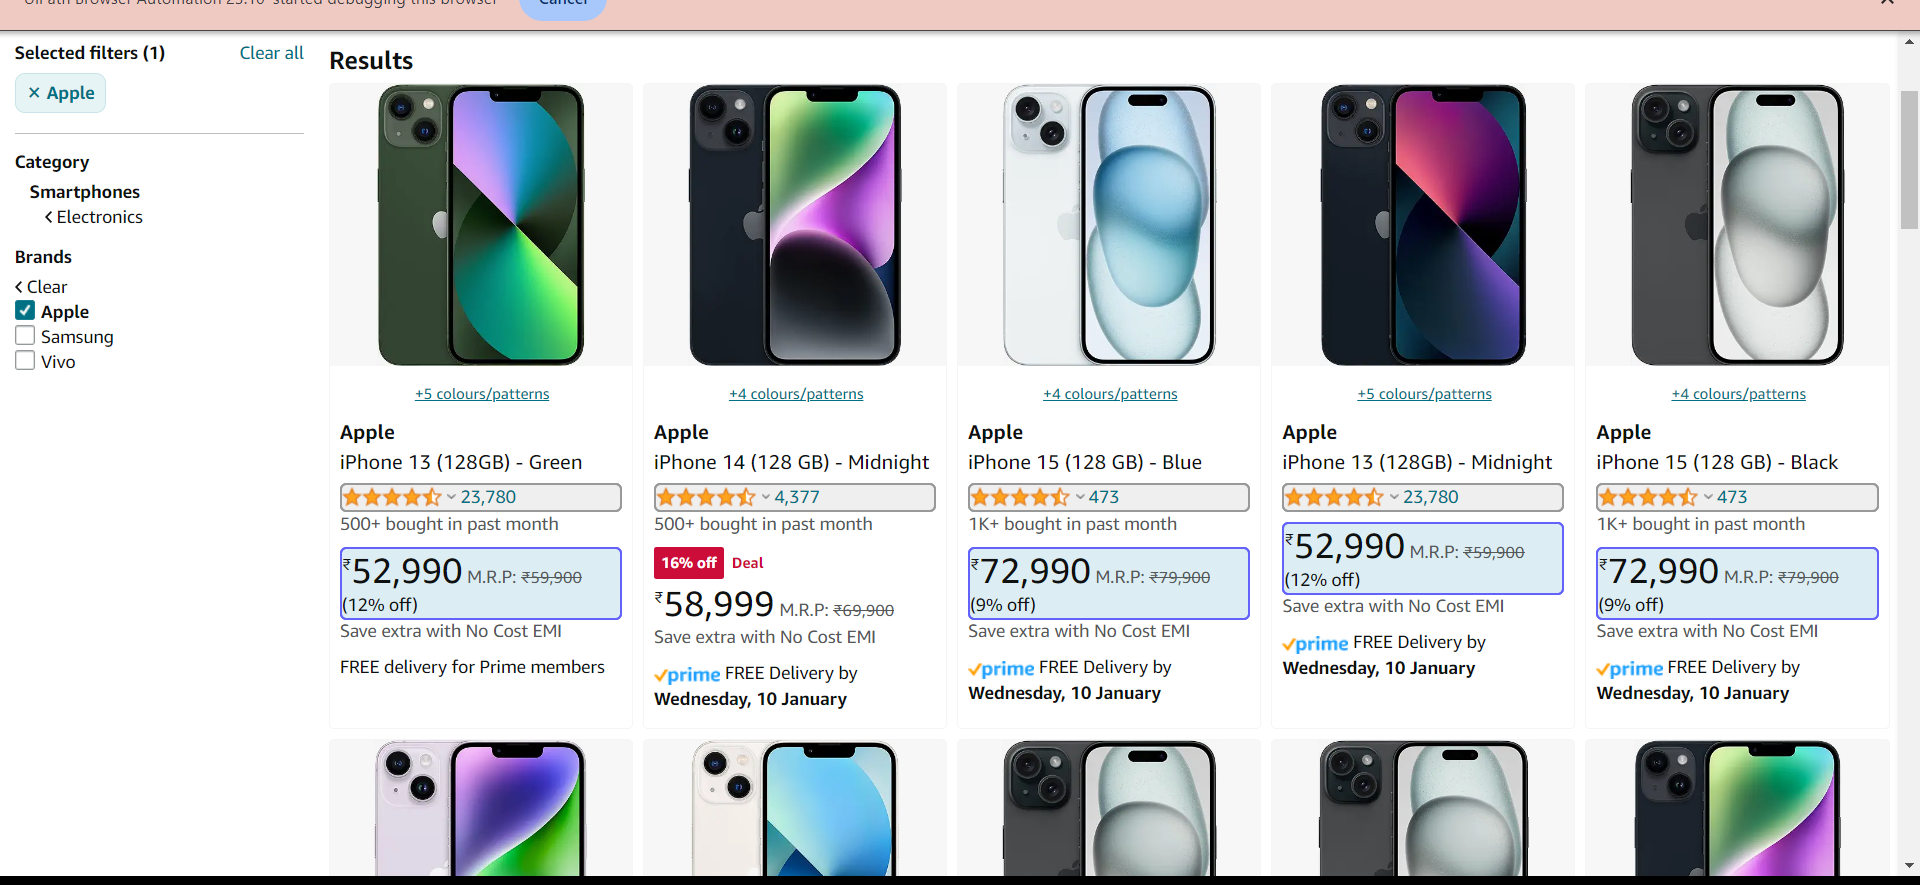 UiPath Browser Automation 23.10" started debugging this browser
Cancel
Selected filters (1)
Clear all
✕ Apple
Category
Smartphones
Electronics
Brands
Clear
Apple
Samsung
Vivo
Results
+5 colours/patterns
Apple
iPhone 13 (128GB) - Green
23,780
500+ bought in past month
₹52,990 M.R.P: ₹59,900
(12% off)
Save extra with No Cost EMI
FREE delivery for Prime members
+4 colours/patterns
Apple
iPhone 14 (128 GB) - Midnight
4,377
500+ bought in past month
16% off Deal
₹58,999 M.R.P: ₹69,900
Save extra with No Cost EMI
prime FREE Delivery by
Wednesday, 10 January
+4 colours/patterns
Apple
iPhone 15 (128 GB) - Blue
473
1K+ bought in past month
₹72,990 M.R.P: ₹79,900
(9% off)
Save extra with No Cost EMI
prime FREE Delivery by
Wednesday, 10 January
+5 colours/patterns
Apple
iPhone 13 (128GB) - Midnight
23,780
₹52,990 M.R.P: ₹59,900
(12% off)
Save extra with No Cost EMI
prime FREE Delivery by
Wednesday, 10 January
+4 colours/patterns
Apple
iPhone 15 (128 GB) - Black
473
1K+ bought in past month
₹72,990 M.R.P: ₹79,900
(9% off)
Save extra with No Cost EMI
prime FREE Delivery by
Wednesday, 10 January